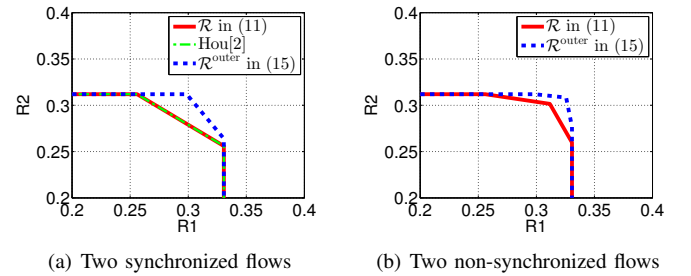 R in (11)
Hou[2]
R^outer in (15)
0.4
0.35
0.3
0.25
0.2
R2
0.2 0.25 0.3 0.35 0.4
R1
(a) Two synchronized flows
R in (11)
R^outer in (15)
0.4
0.35
0.3
0.25
0.2
R2
0.2 0.25 0.3 0.35 0.4
R1
(b) Two non-synchronized flows